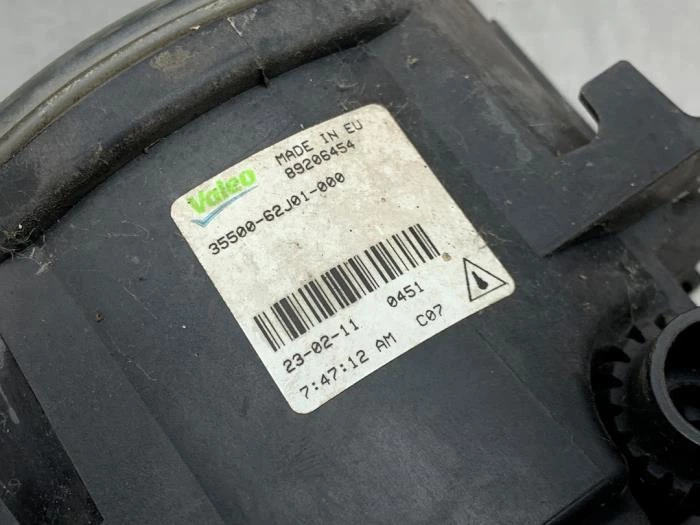 Valeo MADE IN EU
89206454
35500-62J01-000
23-02-11 0451
7:47:12 AM C07